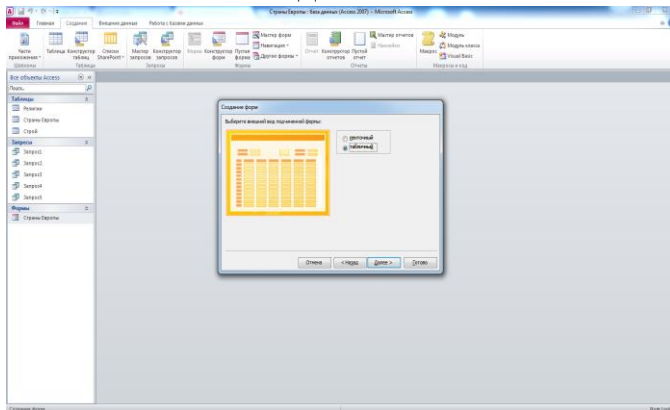 Страны Европы : база данных (Access 2007) - Microsoft Access
Файл Главная Создание Внешние данные Работа с базами данных
Части приложения
Таблица
Конструктор таблиц
Списки SharePoint
Мастер запросов
Конструктор запросов
Форма
Конструктор форм
Пустая форма
Мастер форм
Навигация
Другие формы
Отчет
Конструктор отчетов
Пустой отчет
Мастер отчетов
Наклейки
Макрос
Модуль
Модуль класса
Visual Basic
Шаблоны Таблицы Запросы Формы Отчеты Макросы и код
Все объекты Access
Поиск...
Таблицы
Религии
Страны Европы
Строй
Запросы
Запрос1
Запрос2
Запрос3
Запрос4
Запрос5
Формы
Страны Европы
Создание форм
Выберите внешний вид подчиненной формы:
ленточный
табличный
Отмена < Назад Далее > Готово
Создание форм
Num Lock